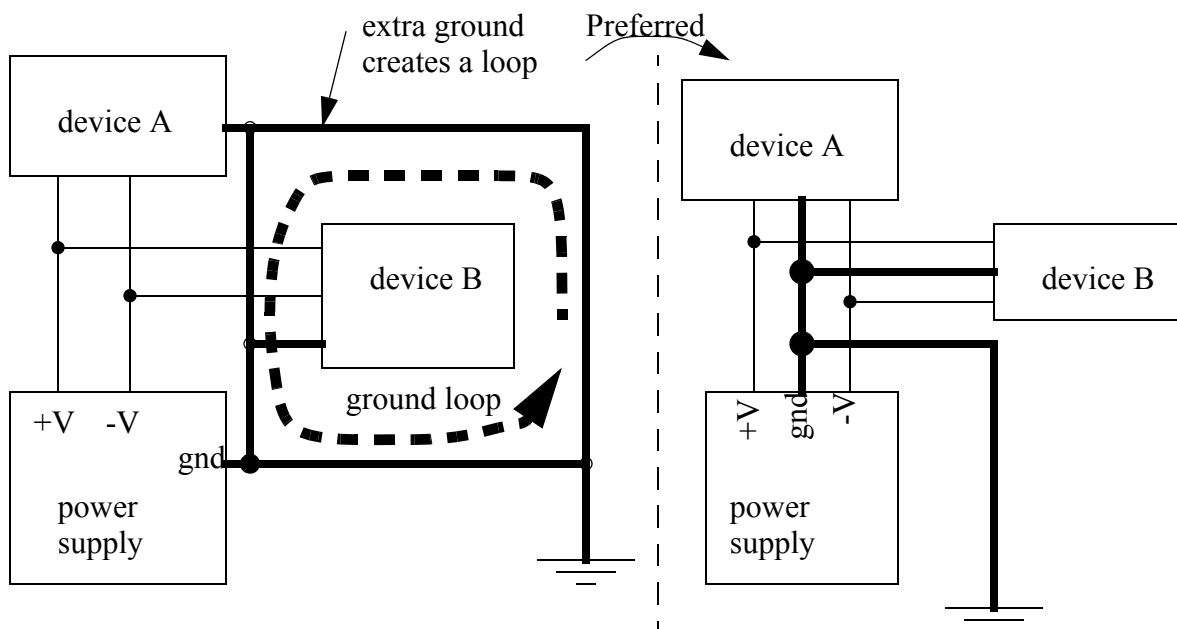 extra ground
creates a loop
Preferred
device A
device B
ground loop
+V
-V
gnd
power
supply
device A
device B
+V
gnd
-V
power
supply